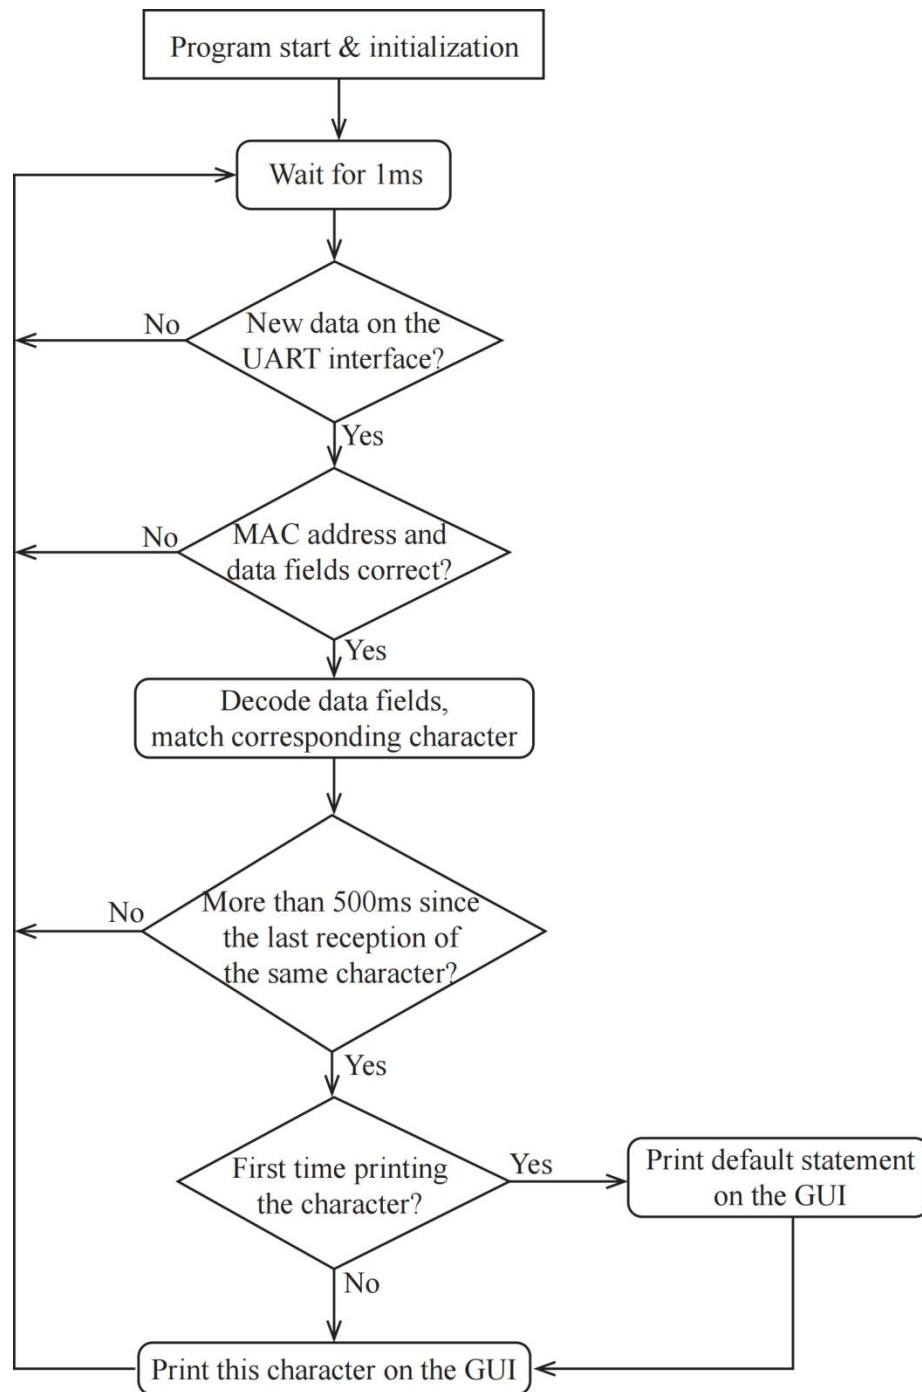 Program start & initialization
Wait for 1ms
No
New data on the
UART interface?
Yes
No
MAC address and
data fields correct?
Yes
Decode data fields,
match corresponding character
No
More than 500ms since
the last reception of
the same character?
Yes
First time printing
the character?
Yes
Print default statement
on the GUI
No
Print this character on the GUI